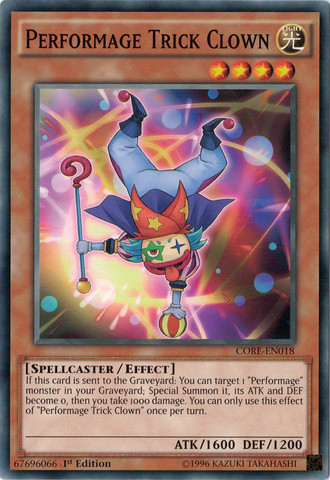 PERFORMAGE TRICK CLOWN
LIGHT
光
CORE-EN018
[SPELLCASTER / EFFECT]
If this card is sent to the Graveyard: You can target 1 "Performage"
monster in your Graveyard; Special Summon it, its ATK and DEF
become 0, then you take 1000 damage. You can only use this effect
of "Performage Trick Clown" once per turn.
ATK/1600 DEF/1200
67696066 1st Edition ©1996 KAZUKI TAKAHASHI